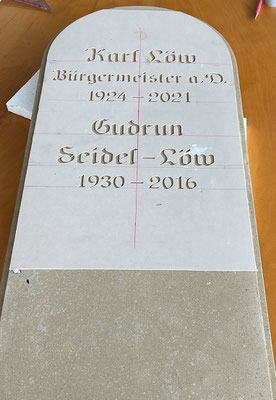 Karl Löw
Bürgermeister a.D.
1924 – 2021
Gudrun
Seidel – Löw
1930 – 2016